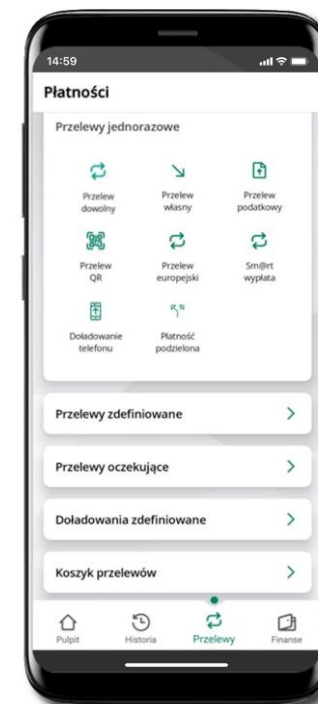 14:59
Płatności
Przelewy jednorazowe
Przelew
dowolny
Przelew
własny
Przelew
podatkowy
Przelew
QR
Przelew
europejski
Sm@rt
wypłata
Doładowanie
telefonu
Płatność
podzielona
Przelewy zdefiniowane
Przelewy oczekujące
Doładowania zdefiniowane
Koszyk przelewów
Pulpit
Historia
Przelewy
Finanse